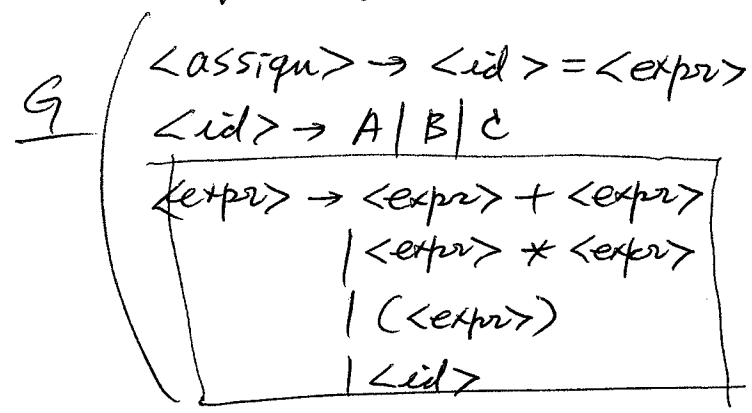 G
<assign> → <id> = <expr>
<id> → A | B | C
<expr> → <expr> + <expr>
| <expr> * <expr>
| (<expr>)
| <id>